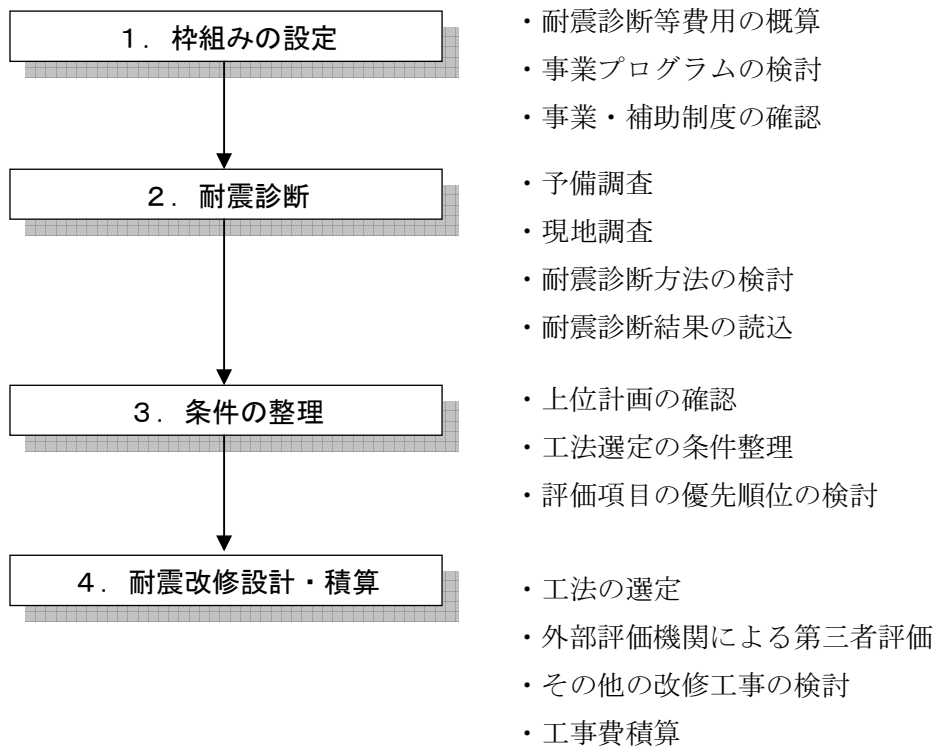 １．枠組みの設定
・耐震診断等費用の概算
・事業プログラムの検討
・事業・補助制度の確認
２．耐震診断
・予備調査
・現地調査
・耐震診断方法の検討
・耐震診断結果の読込
３．条件の整理
・上位計画の確認
・工法選定の条件整理
・評価項目の優先順位の検討
４．耐震改修設計・積算
・工法の選定
・外部評価機関による第三者評価
・その他の改修工事の検討
・工事費積算